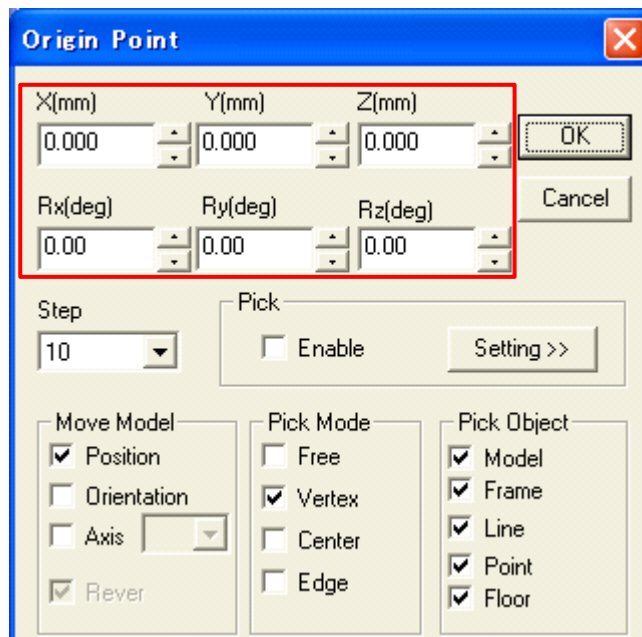 Origin Point
X(mm) Y(mm) Z(mm)
0.000 0.000 0.000 OK
Rx(deg) Ry(deg) Rz(deg) Cancel
0.00 0.00 0.00
Step Pick
10 Enable Setting >>
Move Model Pick Mode Pick Object
Position Free Model
Orientation Vertex Frame
Axis Center Line
Rever Edge Point
Floor